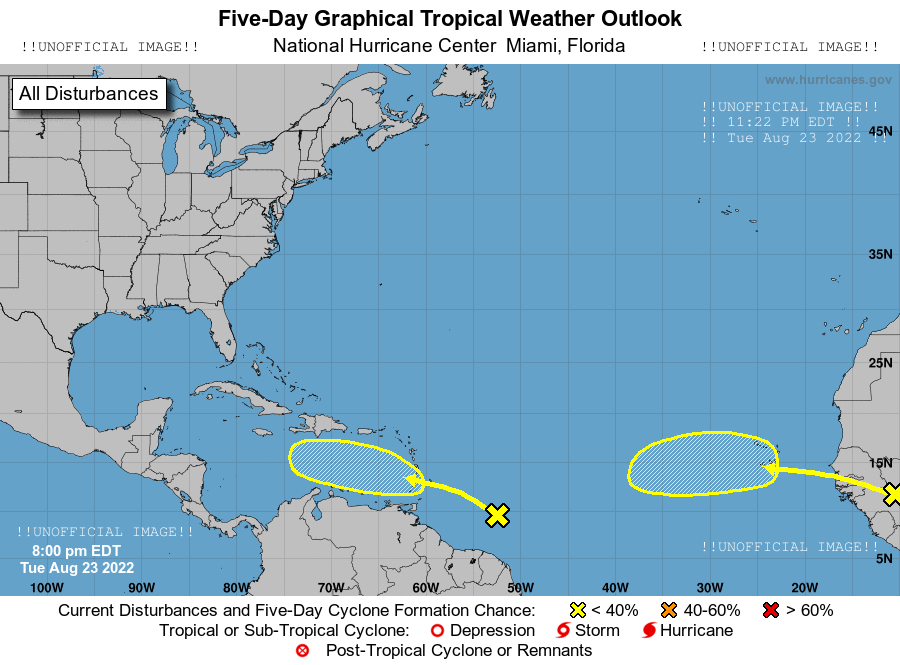 Five-Day Graphical Tropical Weather Outlook
!!UNOFFICIAL IMAGE!! National Hurricane Center  Miami, Florida !!UNOFFICIAL IMAGE!!
www.hurricanes.gov
All Disturbances
!!UNOFFICIAL IMAGE!!
!! 11:22 PM EDT !!
!! Tue Aug 23 2022 !!
45N
35N
25N
15N
!!UNOFFICIAL IMAGE!!
8:00 pm EDT
Tue Aug 23 2022
!!UNOFFICIAL IMAGE!!
5N
100W 90W 80W 70W 60W 50W 40W 30W 20W
Current Disturbances and Five-Day Cyclone Formation Chance: < 40% 40-60% > 60%
Tropical or Sub-Tropical Cyclone: Depression Storm Hurricane
Post-Tropical Cyclone or Remnants